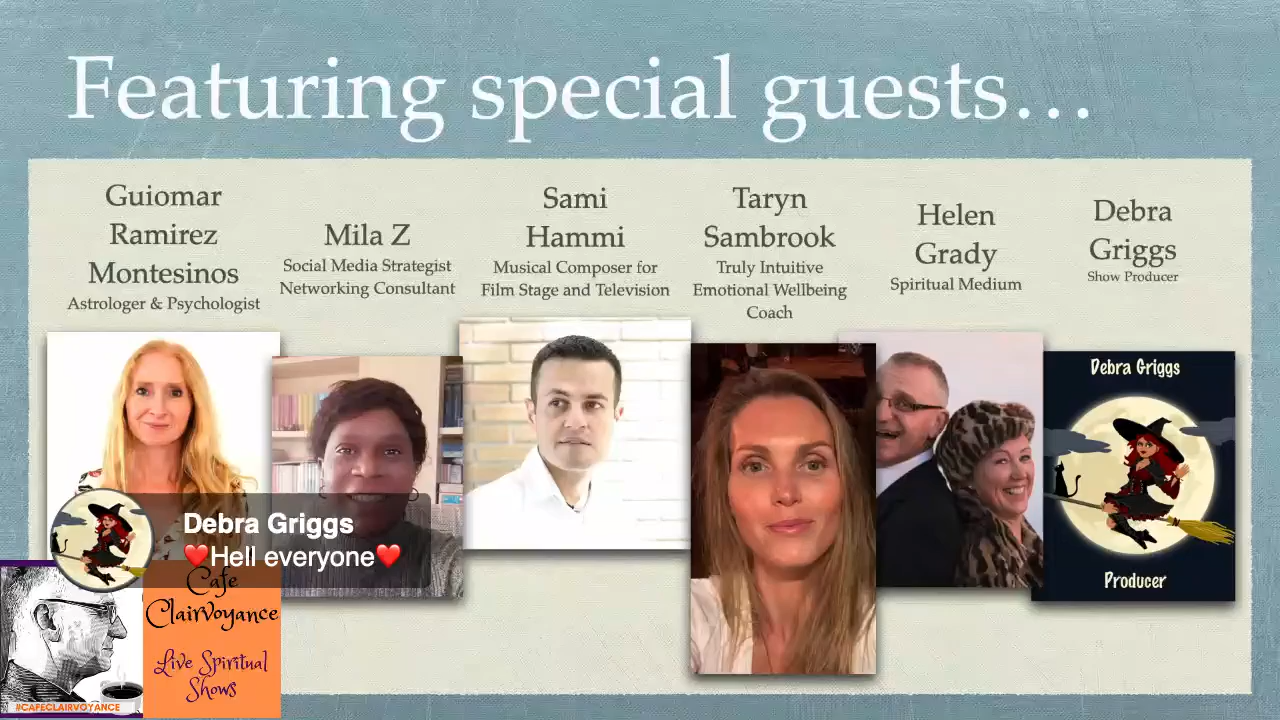 Featuring special guests…
Guiomar
Ramirez
Montesinos
Astrologer & Psychologist
Mila Z
Social Media Strategist
Networking Consultant
Sami
Hammi
Musical Composer for
Film Stage and Television
Taryn
Sambrook
Truly Intuitive
Emotional Wellbeing
Coach
Helen
Grady
Spiritual Medium
Debra
Griggs
Show Producer
Debra Griggs
Producer
Debra Griggs
❤️Hell everyone❤️
Cafe
Clairvoyance
Live Spiritual
Shows
#CAFECLAIRVOYANCE